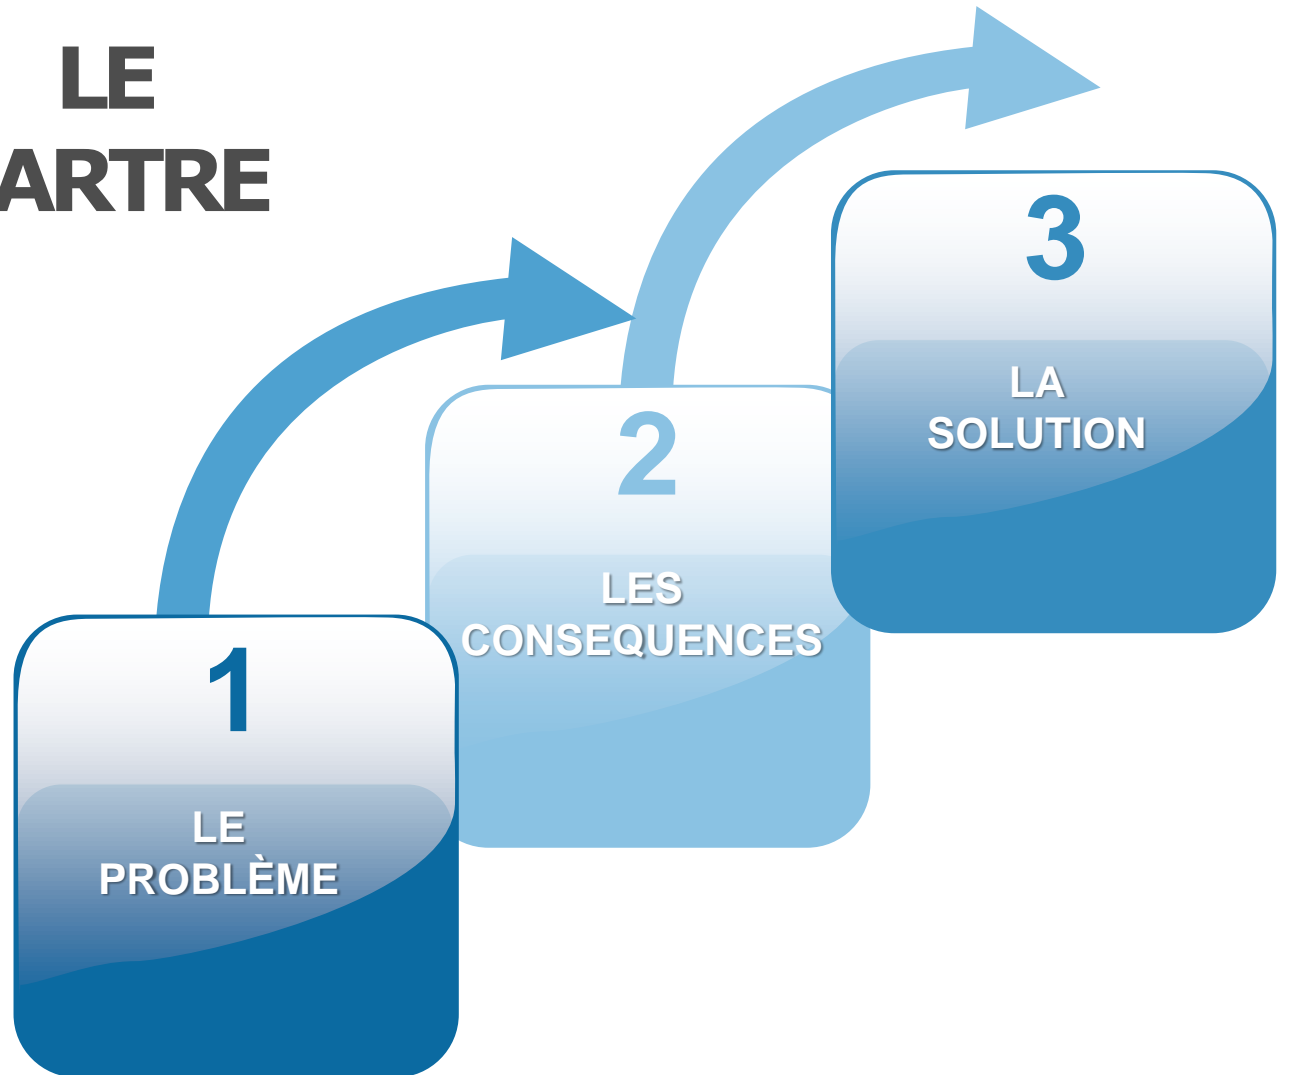 LE
ARTRE
3
LA
SOLUTION
2
LES
CONSEQUENCES
1
LE
PROBLÈME